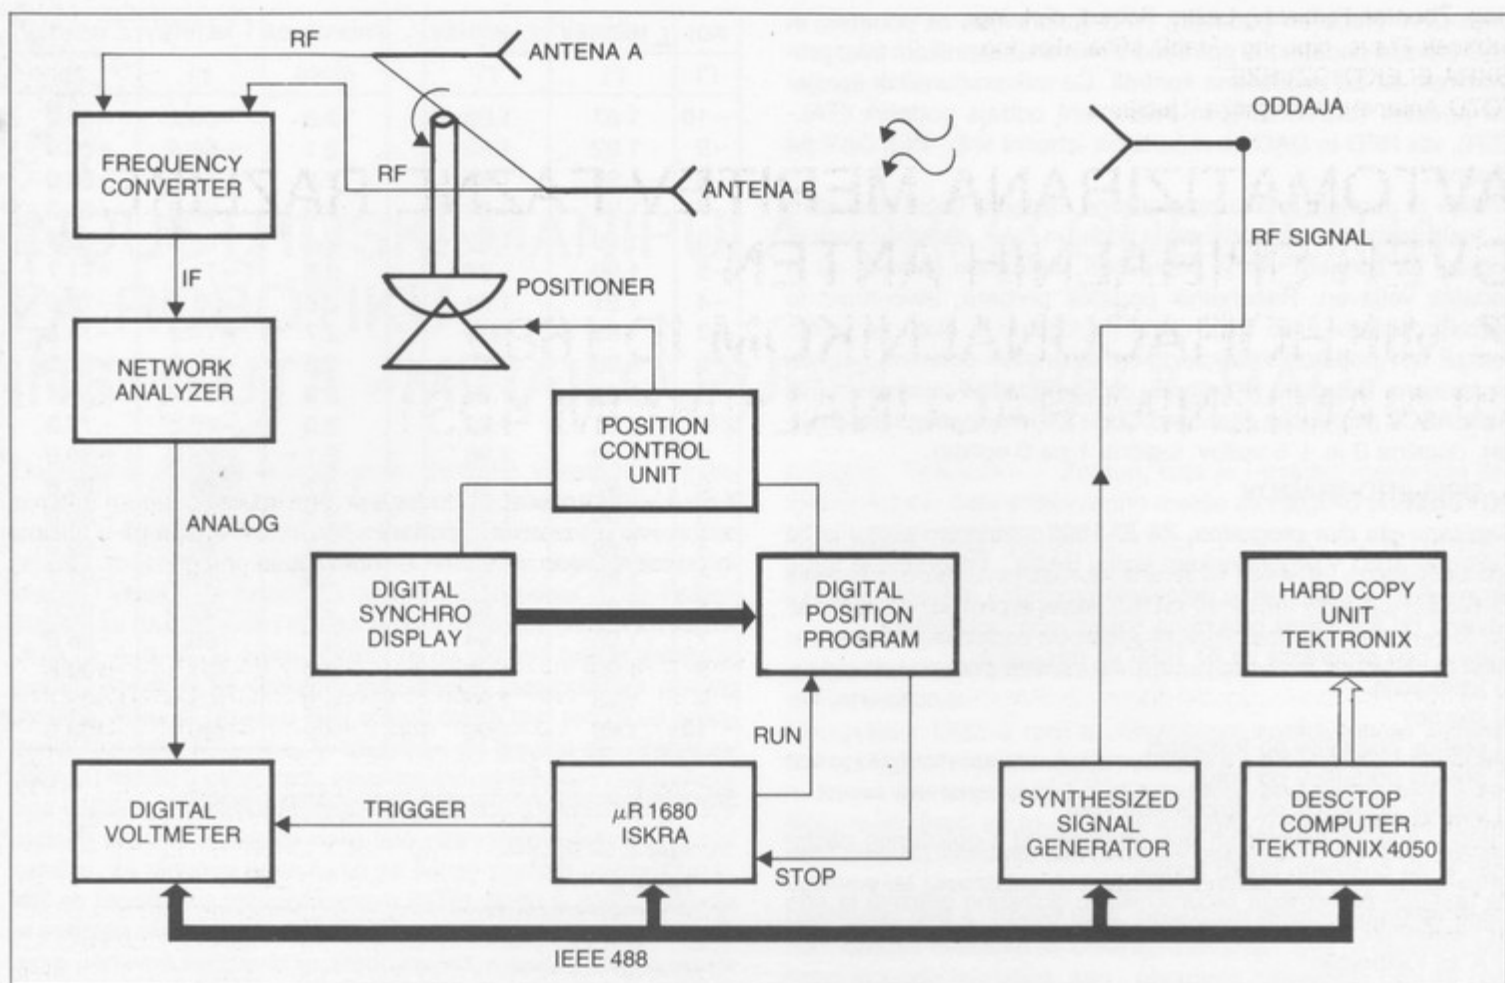 RF
ANTENA A
ODDAJA
FREQUENCY
CONVERTER
RF
ANTENA B
RF SIGNAL
IF
POSITIONER
NETWORK
ANALYZER
POSITION
CONTROL
UNIT
ANALOG
DIGITAL
SYNCHRO
DISPLAY
DIGITAL
POSITION
PROGRAM
HARD COPY
UNIT
TEKTRONIX
RUN
DIGITAL
VOLTMETER
TRIGGER
μR 1680
ISKRA
STOP
SYNTHESIZED
SIGNAL
GENERATOR
DESCTOP
COMPUTER
TEKTRONIX 4050
IEEE 488